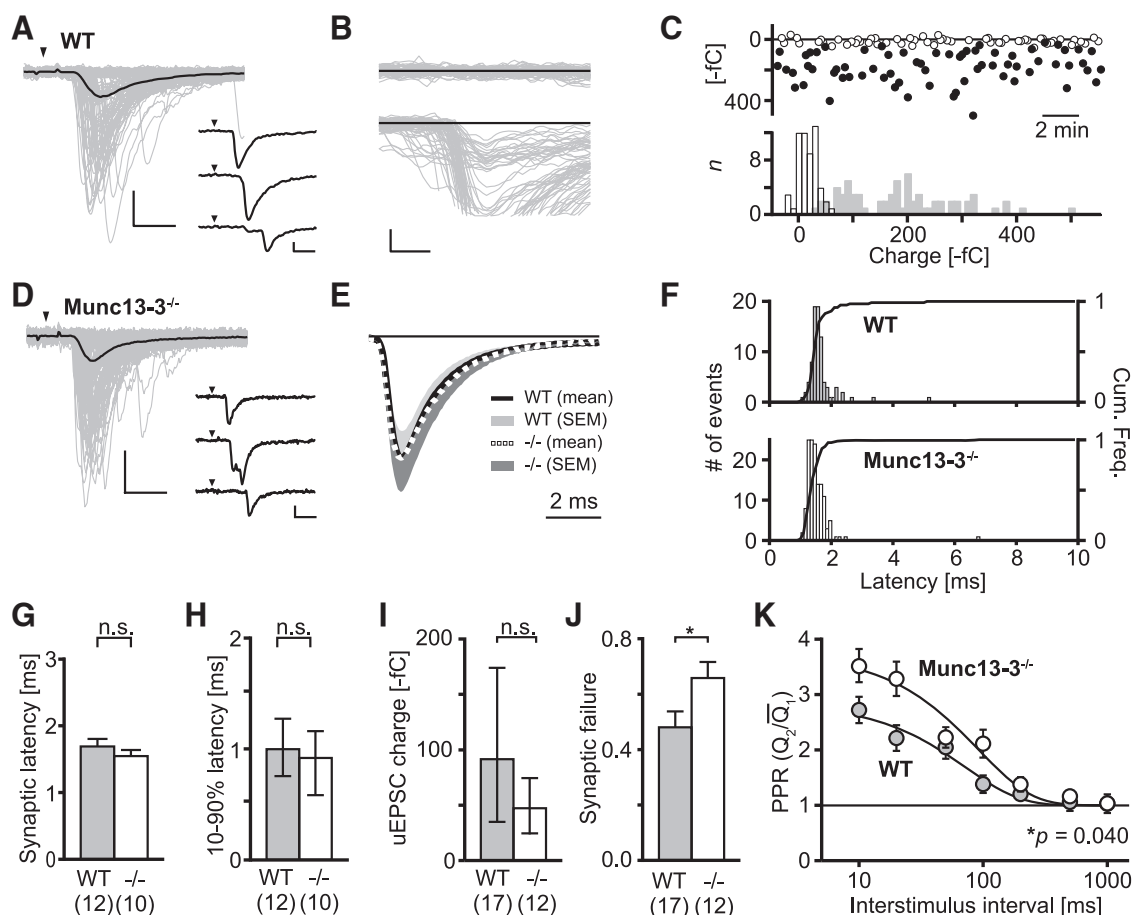 A
WT
B
C
0
[-fC]
400
2 min
n
8
0
0
200
400
Charge [-fC]
D
Munc13-3-/-
E
WT (mean)
WT (SEM)
-/- (mean)
-/- (SEM)
2 ms
F
20
10
0
WT
1
0
# of events
Cum. Freq.
20
10
0
Munc13-3-/-
1
0
0 2 4 6 8 10
Latency [ms]
G
n.s.
Synaptic latency [ms]
3
2
1
0
WT -/-
(12) (10)
H
n.s.
10-90% latency [ms]
2
1
0
WT -/-
(12) (10)
I
n.s.
uEPSC charge [-fC]
200
100
0
WT -/-
(17) (12)
J
*
Synaptic failure
0.8
0.4
0.0
WT -/-
(17) (12)
K
Munc13-3-/-
WT
PPR (Q2/Q̅1)
4
3
2
1
0
*p = 0.040
10 100 1000
Interstimulus interval [ms]